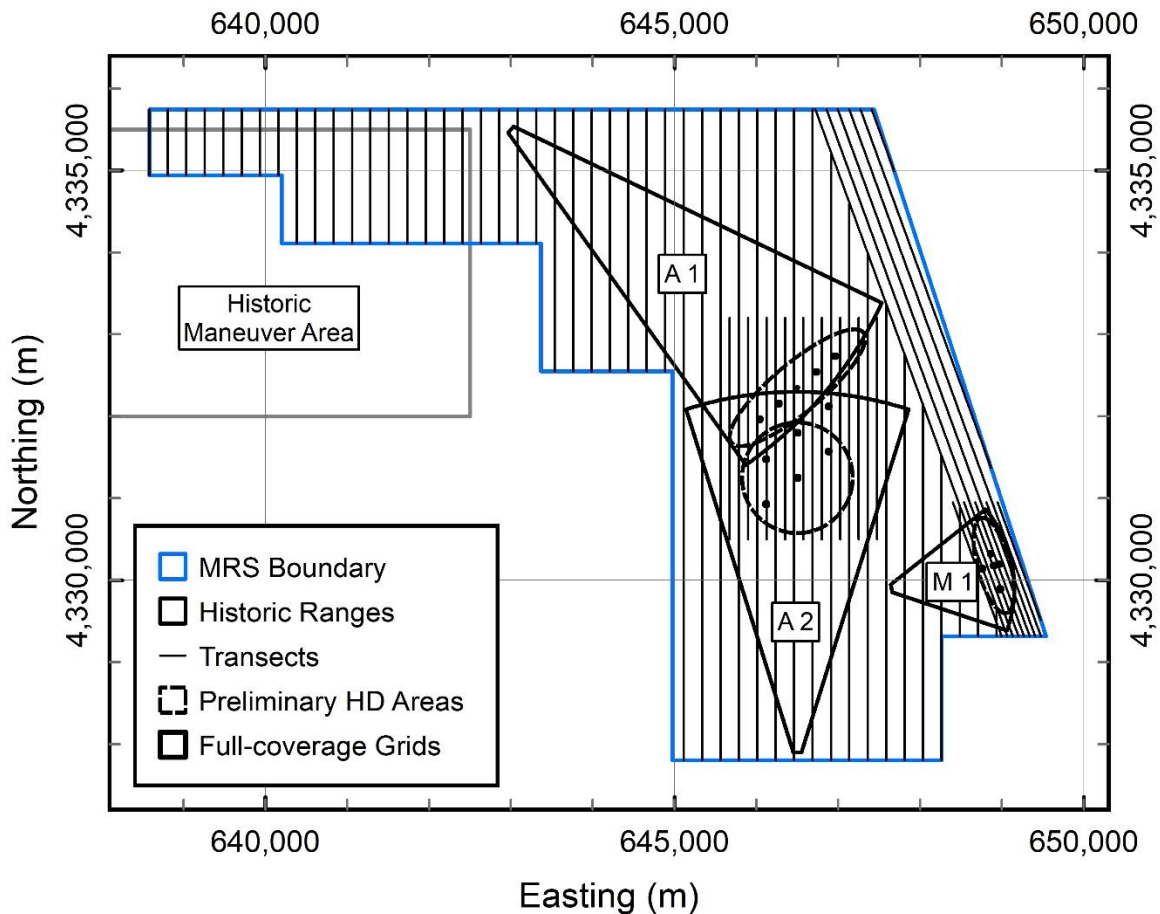 640,000 645,000 650,000
4,335,000
4,335,000
A 1
Historic
Maneuver Area
Northing (m)
4,330,000
4,330,000
MRS Boundary
Historic Ranges
Transects
Preliminary HD Areas
Full-coverage Grids
M 1
A 2
640,000 645,000 650,000
Easting (m)